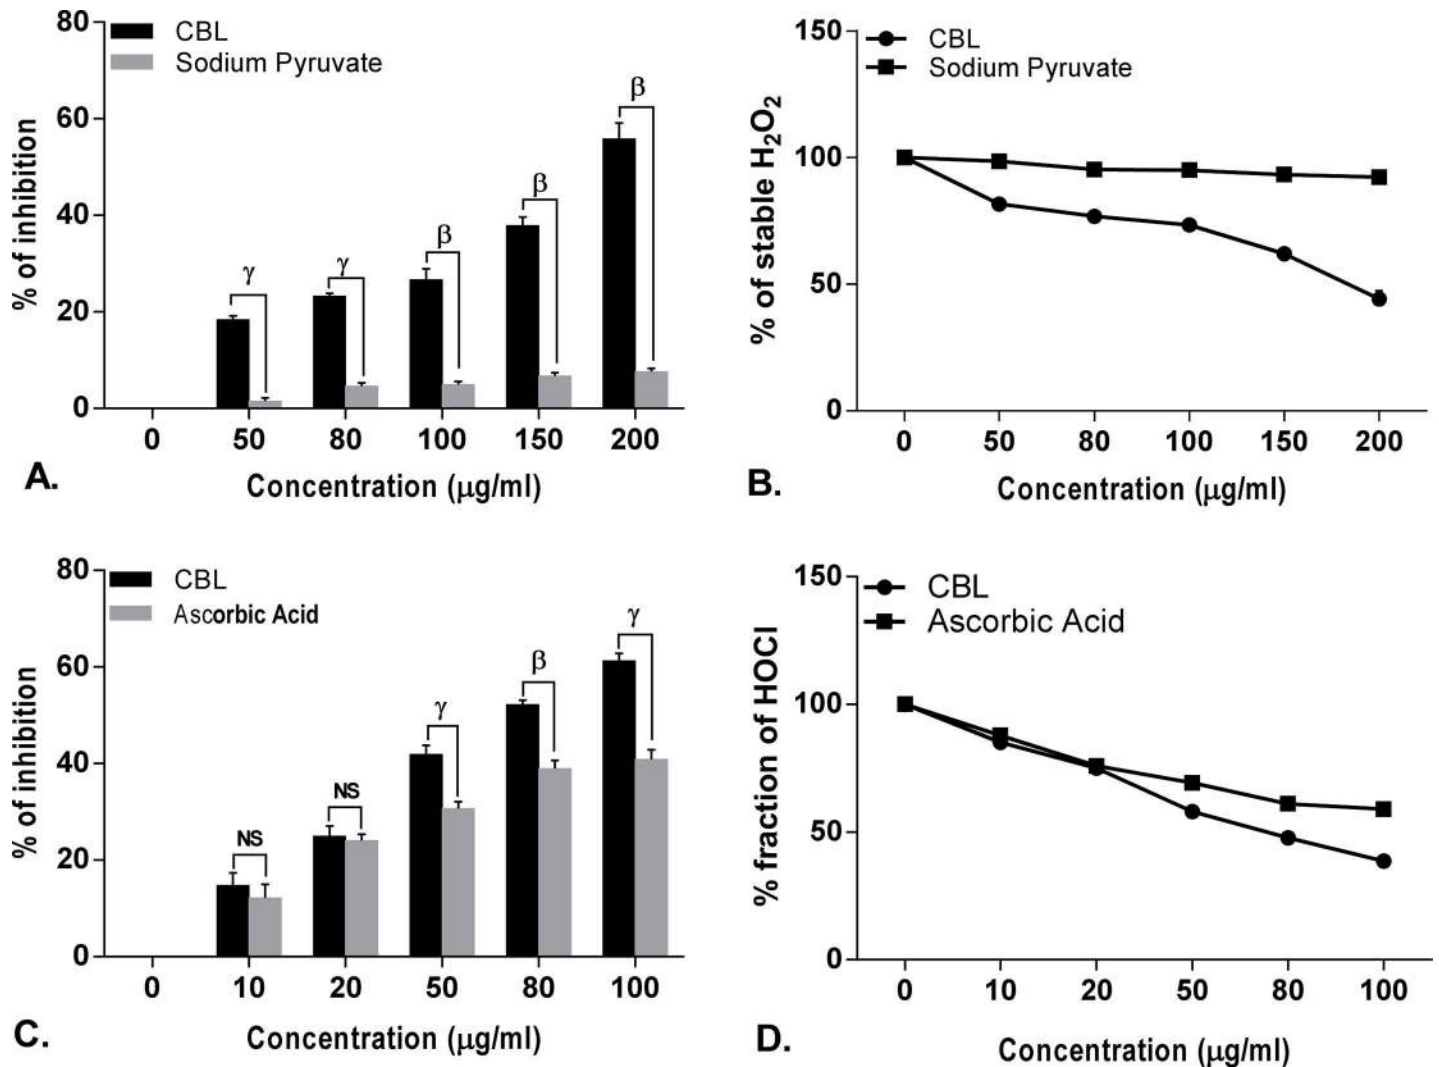 80
60
40
20
0
% of inhibition
CBL
Sodium Pyruvate
γ
γ
β
β
β
0 50 80 100 150 200
Concentration (μg/ml)
A.
150
100
50
0
% of stable H₂O₂
CBL
Sodium Pyruvate
0 50 80 100 150 200
Concentration (μg/ml)
B.
80
60
40
20
0
% of inhibition
CBL
Ascorbic Acid
NS
NS
γ
β
γ
0 10 20 50 80 100
Concentration (μg/ml)
C.
150
100
50
0
% fraction of HOCl
CBL
Ascorbic Acid
0 10 20 50 80 100
Concentration (μg/ml)
D.